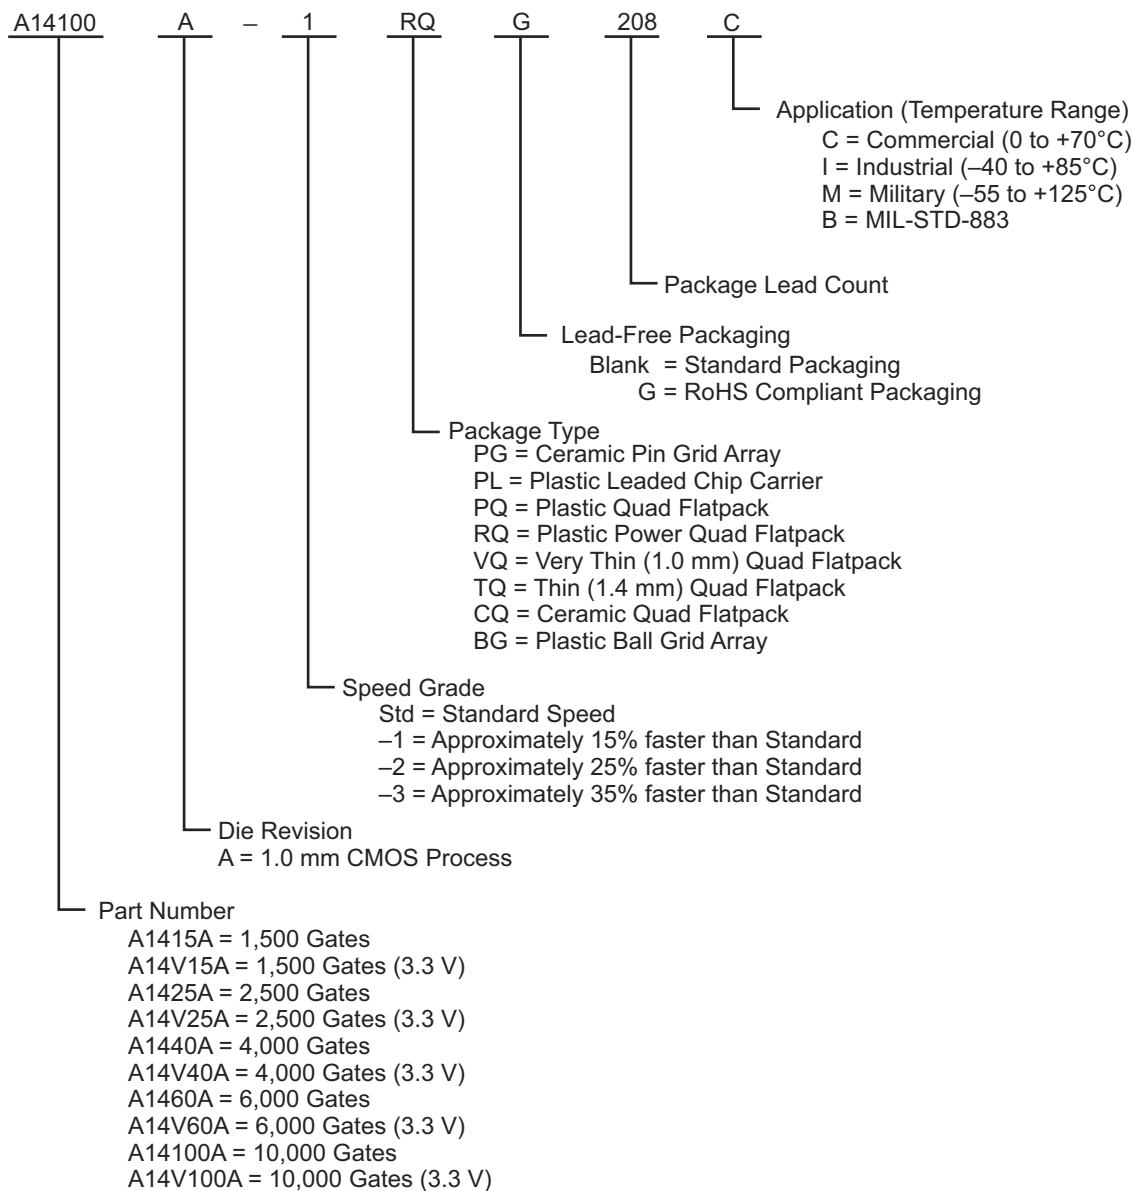 A14100 A – 1 RQ G 208 C
Application (Temperature Range)
C = Commercial (0 to +70°C)
I = Industrial (–40 to +85°C)
M = Military (–55 to +125°C)
B = MIL-STD-883
Package Lead Count
Lead-Free Packaging
Blank = Standard Packaging
G = RoHS Compliant Packaging
Package Type
PG = Ceramic Pin Grid Array
PL = Plastic Leaded Chip Carrier
PQ = Plastic Quad Flatpack
RQ = Plastic Power Quad Flatpack
VQ = Very Thin (1.0 mm) Quad Flatpack
TQ = Thin (1.4 mm) Quad Flatpack
CQ = Ceramic Quad Flatpack
BG = Plastic Ball Grid Array
Speed Grade
Std = Standard Speed
–1 = Approximately 15% faster than Standard
–2 = Approximately 25% faster than Standard
–3 = Approximately 35% faster than Standard
Die Revision
A = 1.0 mm CMOS Process
Part Number
A1415A = 1,500 Gates
A14V15A = 1,500 Gates (3.3 V)
A1425A = 2,500 Gates
A14V25A = 2,500 Gates (3.3 V)
A1440A = 4,000 Gates
A14V40A = 4,000 Gates (3.3 V)
A1460A = 6,000 Gates
A14V60A = 6,000 Gates (3.3 V)
A14100A = 10,000 Gates
A14V100A = 10,000 Gates (3.3 V)